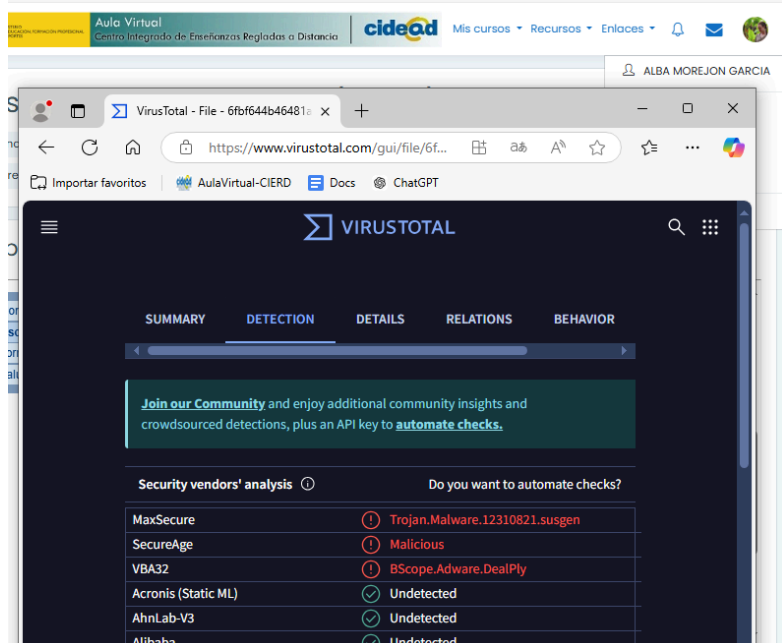 Aula Virtual
Centro Integrado de Enseñanzas Regladas a Distancia
cidead
Mis cursos
Recursos
Enlaces
ALBA MOREJON GARCIA
VirusTotal - File - 6fbf644b46481a
https://www.virustotal.com/gui/file/6f...
Importar favoritos
AulaVirtual-CIERD
Docs
ChatGPT
VIRUSTOTAL
SUMMARY
DETECTION
DETAILS
RELATIONS
BEHAVIOR
Join our Community and enjoy additional community insights and
crowdsourced detections, plus an API key to automate checks.
Security vendors' analysis
Do you want to automate checks?
MaxSecure Trojan.Malware.12310821.susgen
SecureAge Malicious
VBA32 BScope.Adware.DealPly
Acronis (Static ML) Undetected
AhnLab-V3 Undetected
Alibaba Undetected